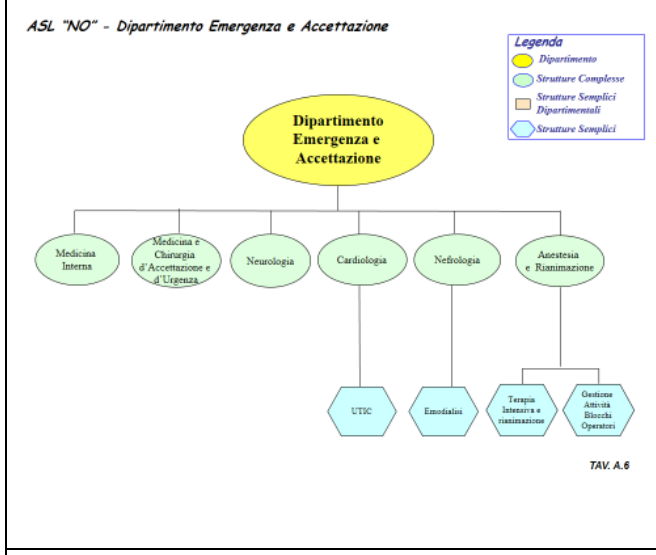 ASL "NO" - Dipartimento Emergenza e Accettazione
Legenda
Dipartimento
Strutture Complesse
Strutture Semplici
Dipartimentali
Strutture Semplici
Dipartimento
Emergenza e
Accettazione
Medicina
Interna
Medicina e
Chirurgia
d'Accettazione e
d'Urgenza
Neurologia
Cardiologia
Nefrologia
Anestesia
e Rianimazione
UTIC
Emodialisi
Terapia
Intensiva e
rianimazione
Gestione
Attività
Blocchi
Operatori
TAV. A.6